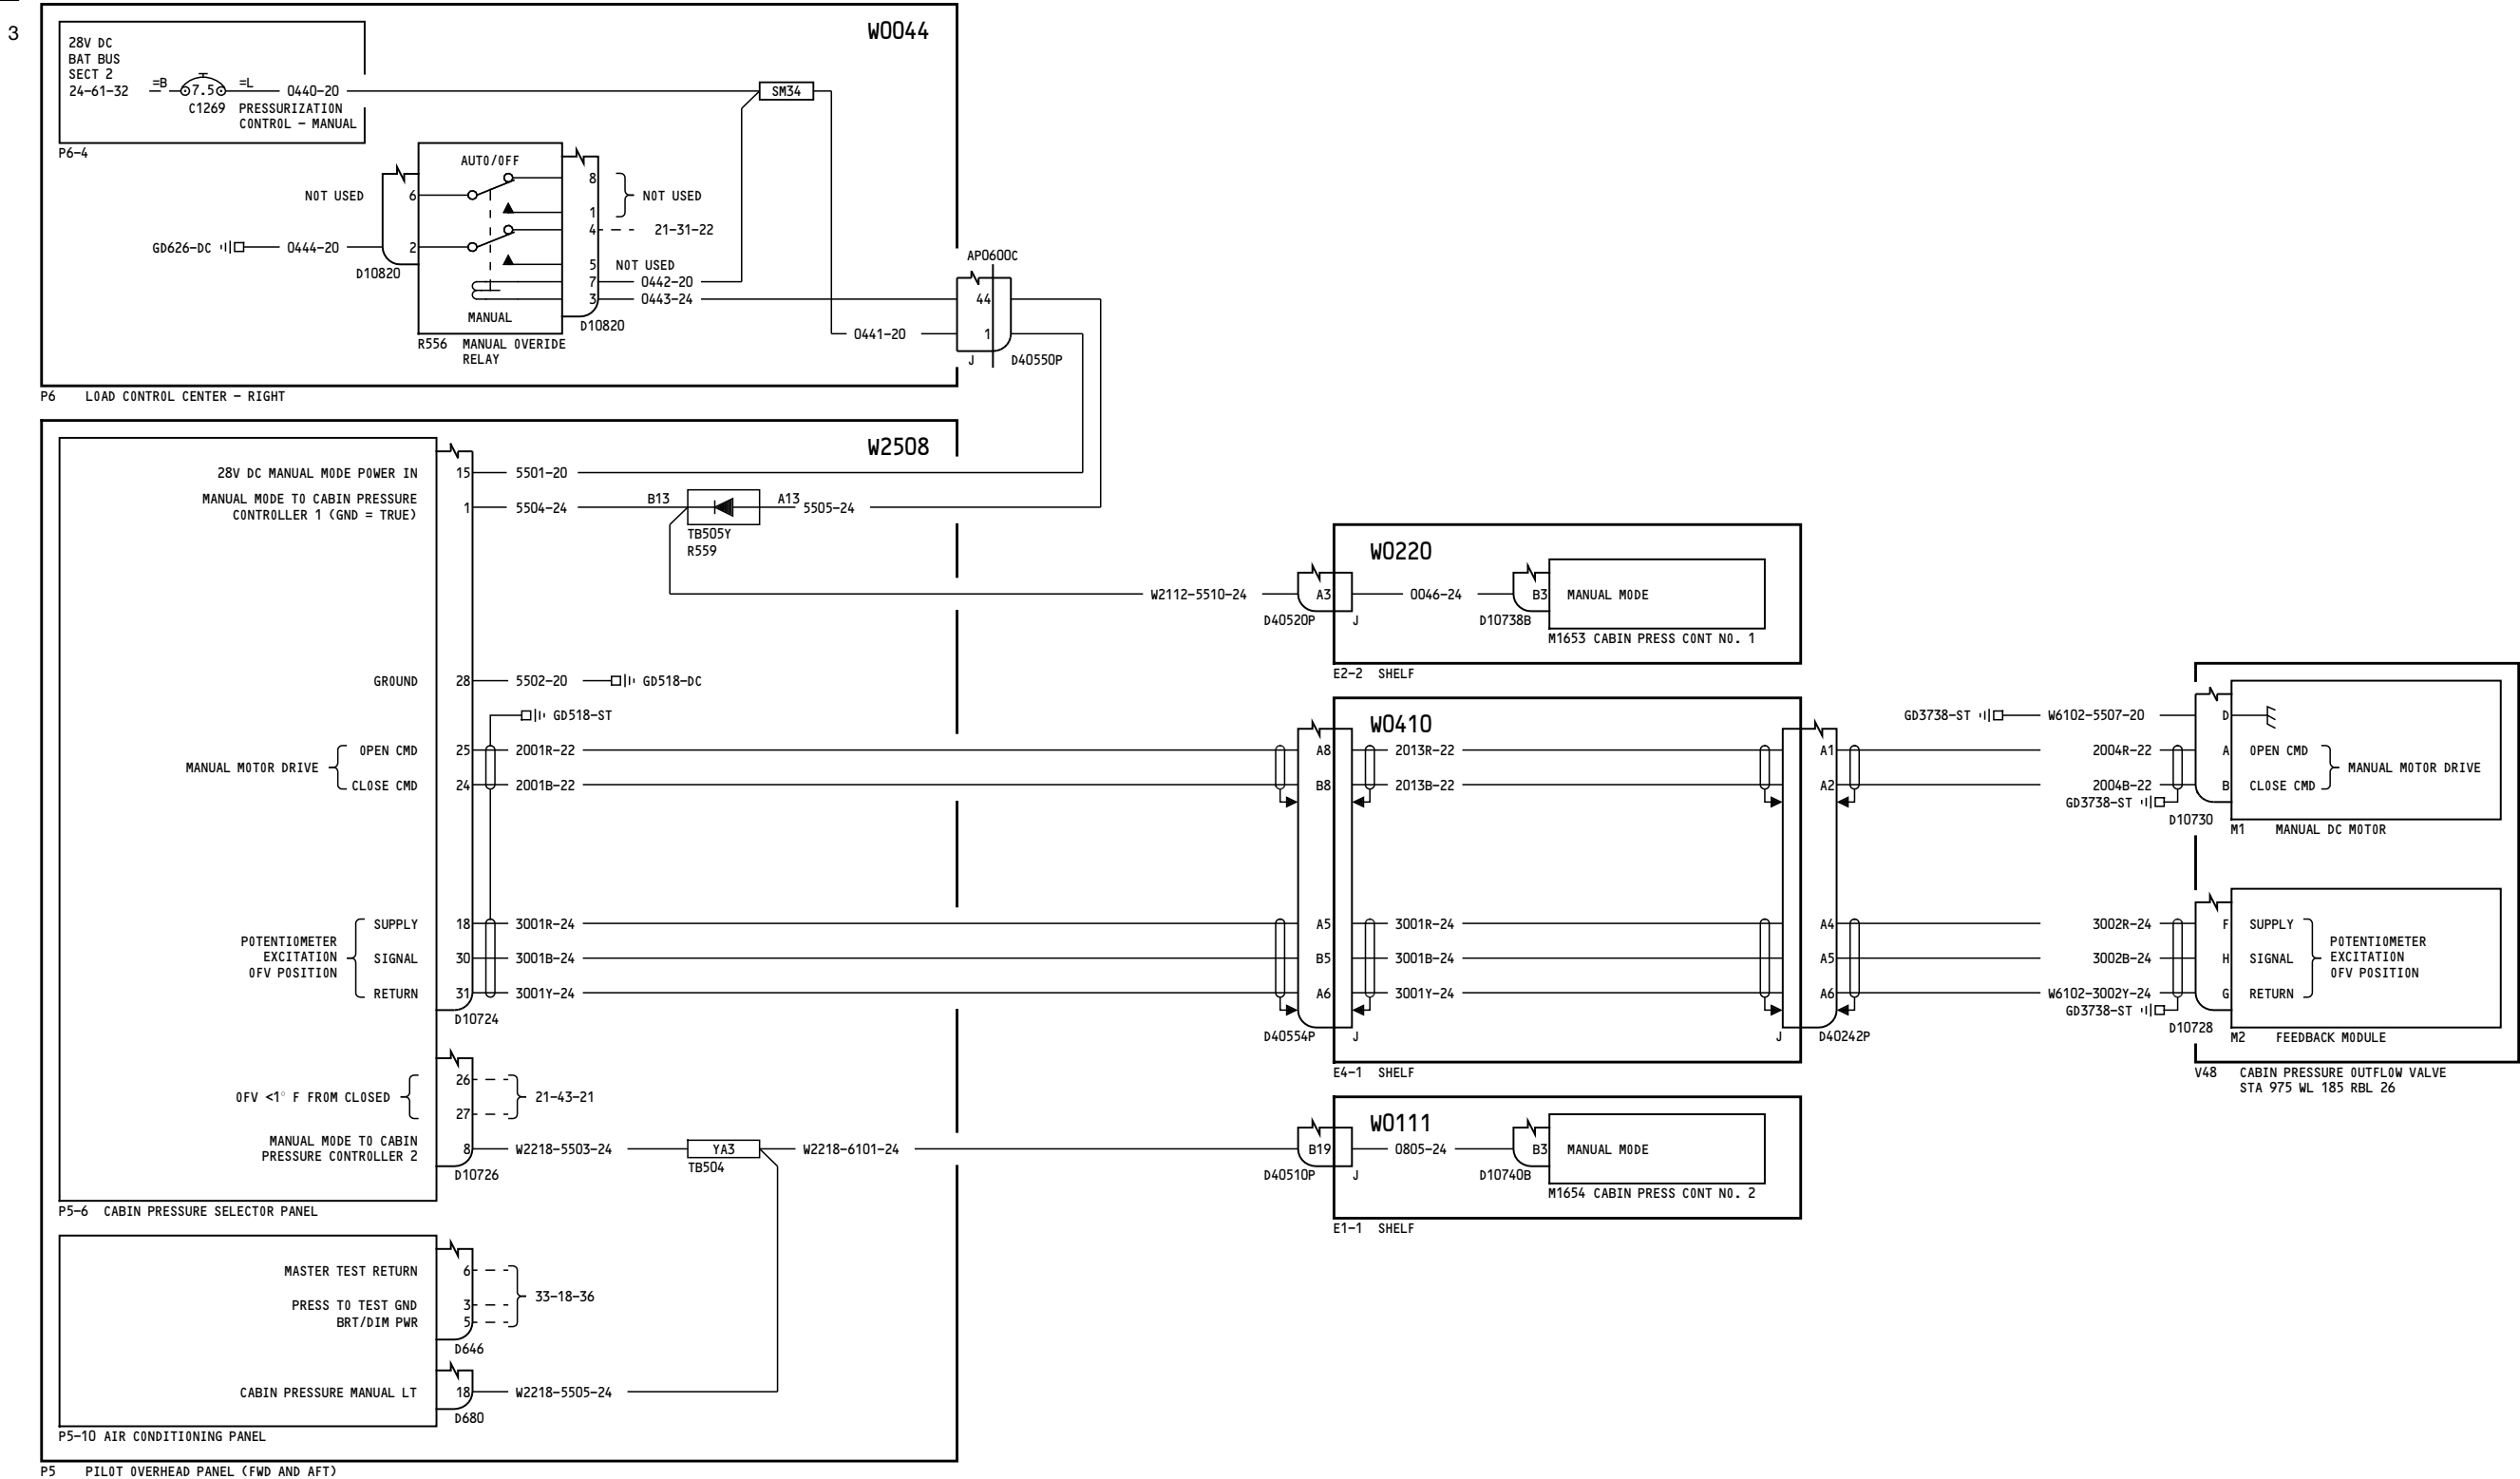 3
W0044
28V DC
BAT BUS
SECT 2
24-61-32
=B
7.5
=L
0440-20
C1269
PRESSURIZATION
CONTROL - MANUAL
P6-4
SM34
AUTO/OFF
NOT USED
6
8
NOT USED
1
4
21-31-22
GD626-DC
0444-20
2
D10820
5
NOT USED
7
0442-20
3
0443-24
MANUAL
D10820
R556
MANUAL OVERIDE
RELAY
0441-20
AP0600C
44
1
J
D40550P
P6
LOAD CONTROL CENTER - RIGHT
W2508
28V DC MANUAL MODE POWER IN
15
5501-20
MANUAL MODE TO CABIN PRESSURE
CONTROLLER 1 (GND = TRUE)
1
5504-24
B13
A13
5505-24
TB505Y
R559
W2112-5510-24
W0220
A3
0046-24
B3
MANUAL MODE
D40520P
J
D10738B
M1653 CABIN PRESS CONT NO. 1
E2-2 SHELF
GROUND
28
5502-20
GD518-DC
GD518-ST
MANUAL MOTOR DRIVE
OPEN CMD
25
2001R-22
CLOSE CMD
24
2001B-22
W0410
A8
2013R-22
A1
B8
2013B-22
A2
GD3738-ST
W6102-5507-20
D
2004R-22
A
OPEN CMD
2004B-22
B
CLOSE CMD
MANUAL MOTOR DRIVE
GD3738-ST
D10730
M1
MANUAL DC MOTOR
POTENTIOMETER
EXCITATION
OFV POSITION
SUPPLY
18
3001R-24
SIGNAL
30
3001B-24
RETURN
31
3001Y-24
D10724
A5
3001R-24
A4
B5
3001B-24
A5
A6
3001Y-24
A6
D40554P
J
J
D40242P
E4-1 SHELF
3002R-24
F
SUPPLY
3002B-24
H
SIGNAL
W6102-3002Y-24
G
RETURN
POTENTIOMETER
EXCITATION
OFV POSITION
GD3738-ST
D10728
M2
FEEDBACK MODULE
V48
CABIN PRESSURE OUTFLOW VALVE
STA 975 WL 185 RBL 26
OFV <1° F FROM CLOSED
26
27
21-43-21
MANUAL MODE TO CABIN
PRESSURE CONTROLLER 2
8
W2218-5503-24
D10726
YA3
TB504
W2218-6101-24
W0111
B19
0805-24
B3
MANUAL MODE
D40510P
J
D10740B
M1654 CABIN PRESS CONT NO. 2
E1-1 SHELF
P5-6 CABIN PRESSURE SELECTOR PANEL
MASTER TEST RETURN
6
PRESS TO TEST GND
3
BRT/DIM PWR
5
33-18-36
D646
CABIN PRESSURE MANUAL LT
18
W2218-5505-24
D680
P5-10 AIR CONDITIONING PANEL
P5
PILOT OVERHEAD PANEL (FWD AND AFT)